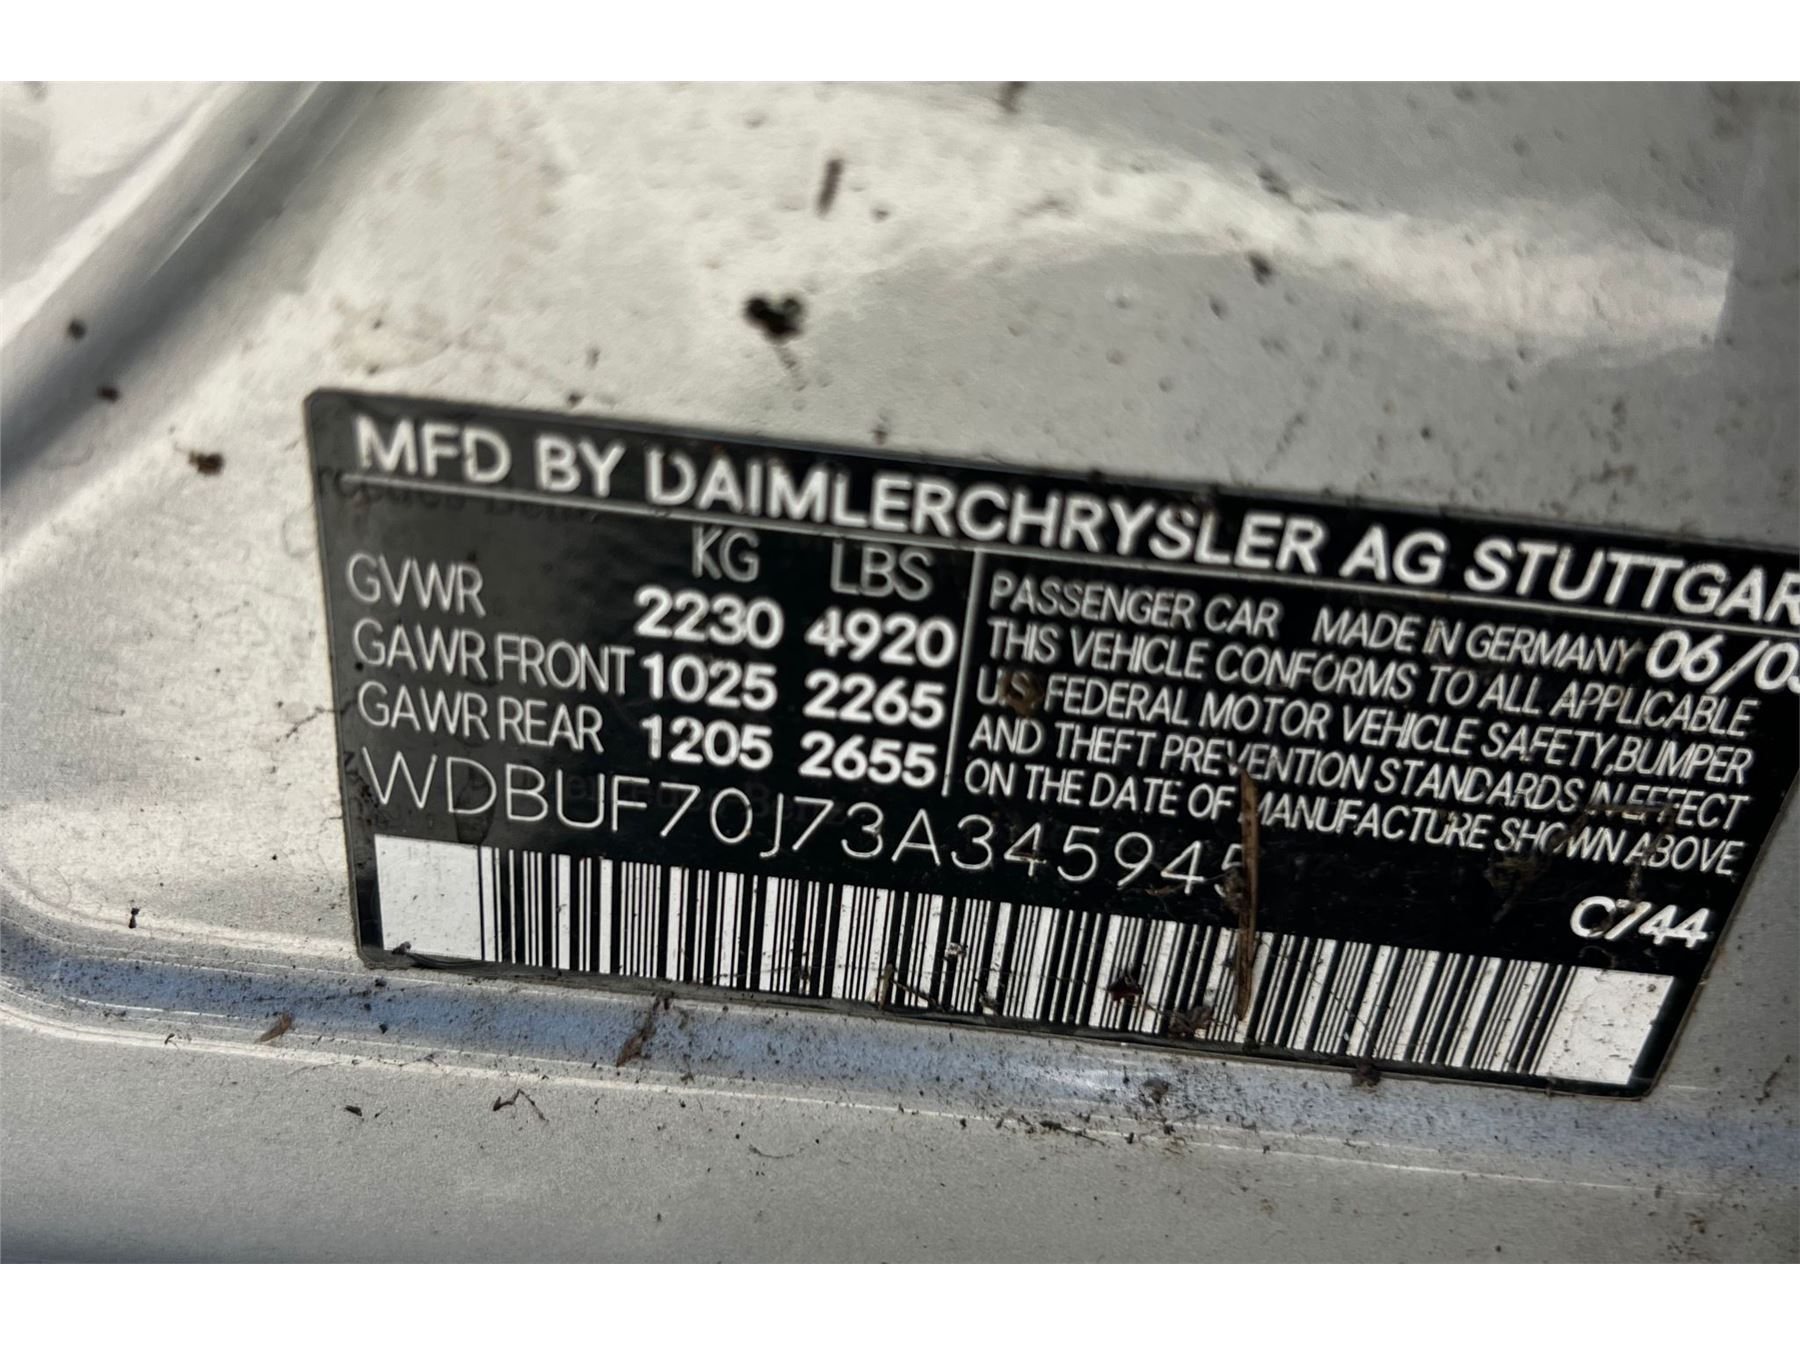 MFD BY DAIMLERCHRYSLER AG STUTTGAR
KG LBS
GVWR 2230 4920
GAWR FRONT 1025 2265
GAWR REAR 1205 2655
PASSENGER CAR MADE IN GERMANY 06/03
THIS VEHICLE CONFORMS TO ALL APPLICABLE
U.S. FEDERAL MOTOR VEHICLE SAFETY, BUMPER
AND THEFT PREVENTION STANDARDS IN EFFECT
ON THE DATE OF MANUFACTURE SHOWN ABOVE
WDBUF70J73A345945
C744